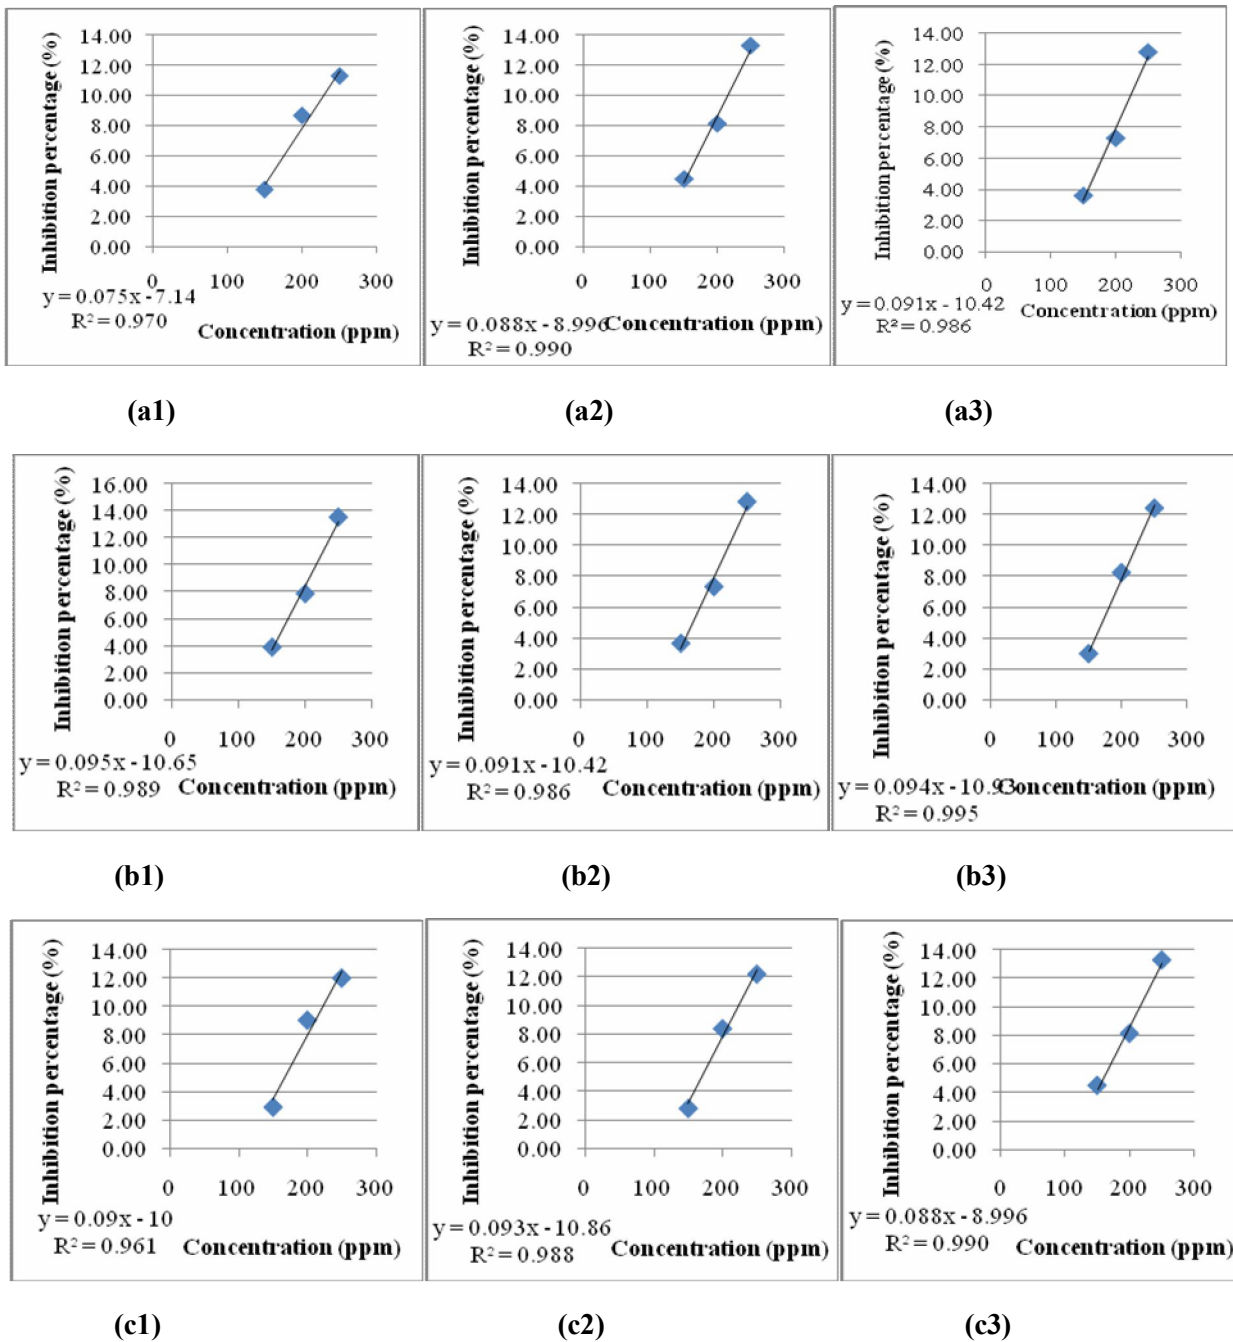 Inhibition percentage (%)
14.00
12.00
10.00
8.00
6.00
4.00
2.00
0.00
0 100 200 300
y = 0.075x - 7.14
R² = 0.970
Concentration (ppm)
(a1)
Inhibition percentage (%)
14.00
12.00
10.00
8.00
6.00
4.00
2.00
0.00
0 100 200 300
y = 0.088x - 8.996
R² = 0.990
Concentration (ppm)
(a2)
Inhibition percentage (%)
14.00
12.00
10.00
8.00
6.00
4.00
2.00
0.00
0 100 200 300
y = 0.091x - 10.42
R² = 0.986
Concentration (ppm)
(a3)
Inhibition percentage (%)
16.00
14.00
12.00
10.00
8.00
6.00
4.00
2.00
0.00
0 100 200 300
y = 0.095x - 10.65
R² = 0.989
Concentration (ppm)
(b1)
Inhibition percentage (%)
14.00
12.00
10.00
8.00
6.00
4.00
2.00
0.00
0 100 200 300
y = 0.091x - 10.42
R² = 0.986
Concentration (ppm)
(b2)
Inhibition percentage (%)
14.00
12.00
10.00
8.00
6.00
4.00
2.00
0.00
0 100 200 300
y = 0.094x - 10.93
R² = 0.995
Concentration (ppm)
(b3)
Inhibition percentage (%)
14.00
12.00
10.00
8.00
6.00
4.00
2.00
0.00
0 100 200 300
y = 0.09x - 10
R² = 0.961
Concentration (ppm)
(c1)
Inhibition percentage (%)
14.00
12.00
10.00
8.00
6.00
4.00
2.00
0.00
0 100 200 300
y = 0.093x - 10.86
R² = 0.988
Concentration (ppm)
(c2)
Inhibition percentage (%)
14.00
12.00
10.00
8.00
6.00
4.00
2.00
0.00
0 100 200 300
y = 0.088x - 8.996
R² = 0.990
Concentration (ppm)
(c3)